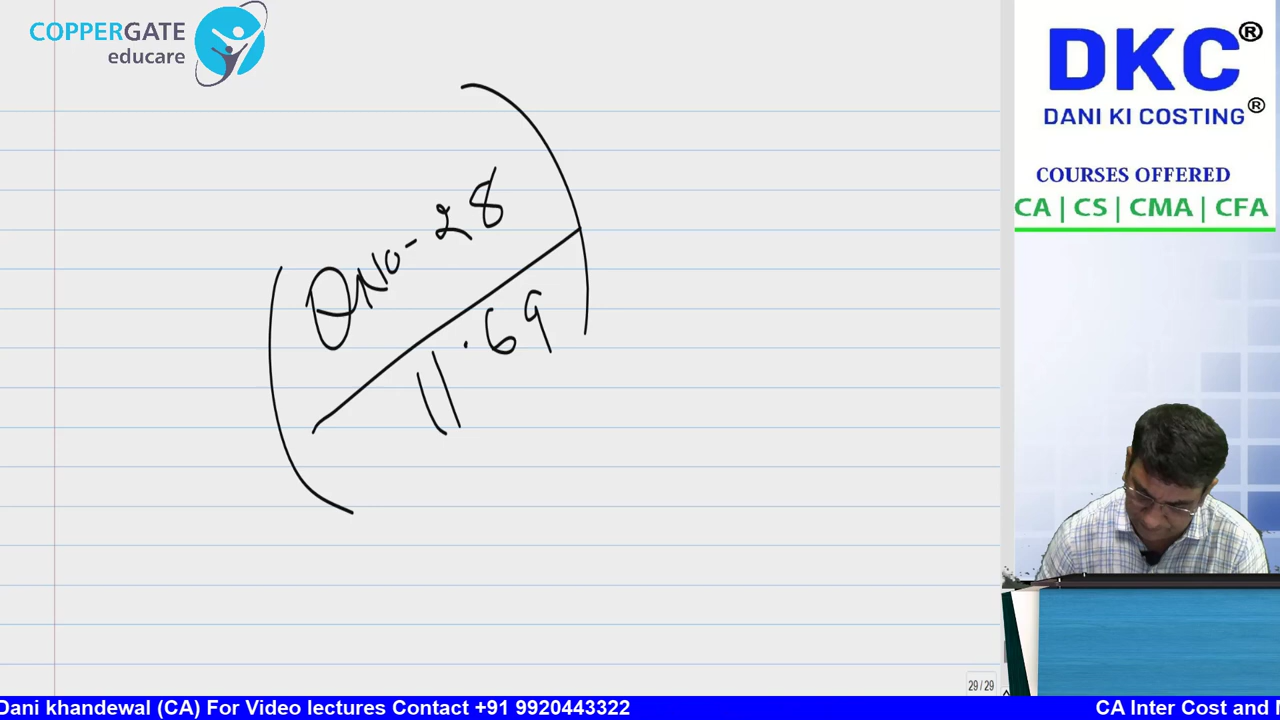 COPPERGATE
educare
QNO-28
11.69
DKC®
DANI KI COSTING®
COURSES OFFERED
CA | CS | CMA | CFA
29/29
Dani khandewal (CA) For Video lectures Contact +91 9920443322
CA Inter Cost and